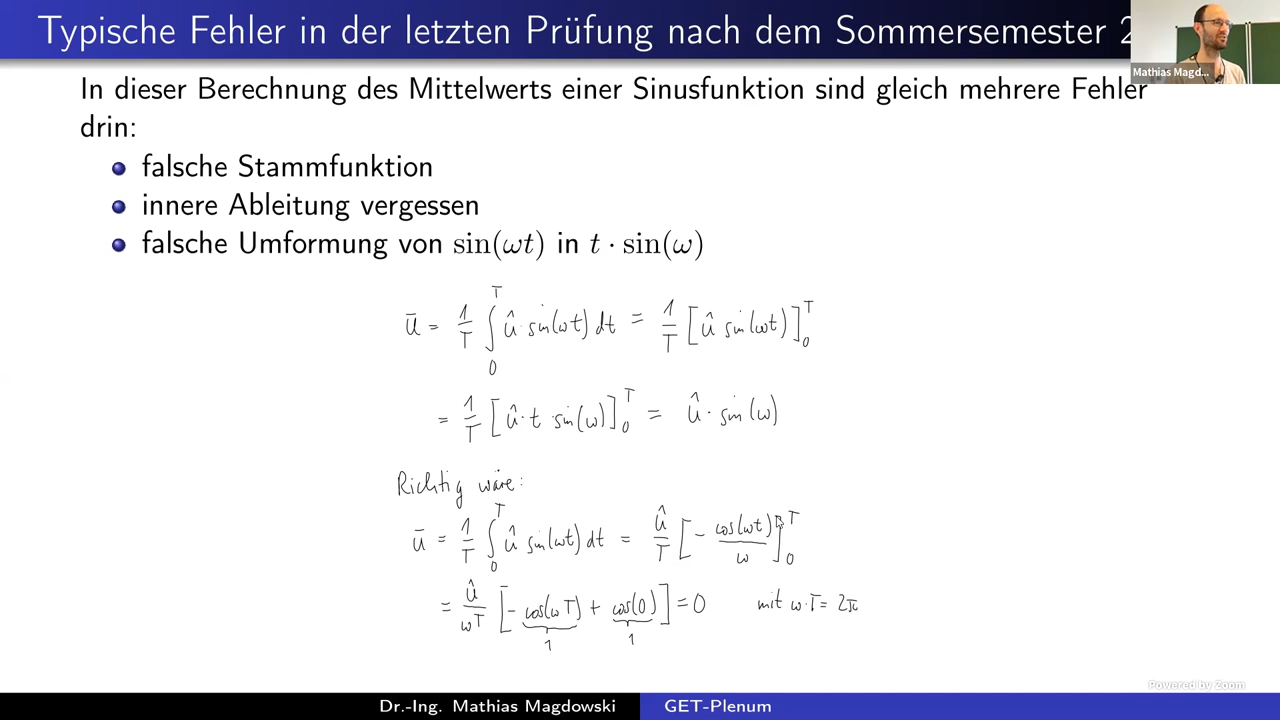 Typische Fehler in der letzten Prüfung nach dem Sommersemester 2
Mathias Magd...
In dieser Berechnung des Mittelwerts einer Sinusfunktion sind gleich mehrere Fehler
drin:
falsche Stammfunktion
innere Ableitung vergessen
falsche Umformung von sin(ωt) in t · sin(ω)
ū = 1/T ∫₀ᵀ û · sin(ωt) dt = 1/T [û sin(ωt)]₀ᵀ
= 1/T [û · t · sin(ω)]₀ᵀ = û · sin(ω)
Richtig wäre:
ū = 1/T ∫₀ᵀ û sin(ωt) dt = û/T [− cos(ωt)/ω]₀ᵀ
= û/ωT [− cos(ωT) + cos(0)] = 0 mit ω·T = 2π
1 1
Powered by Zoom
Dr.-Ing. Mathias Magdowski GET-Plenum